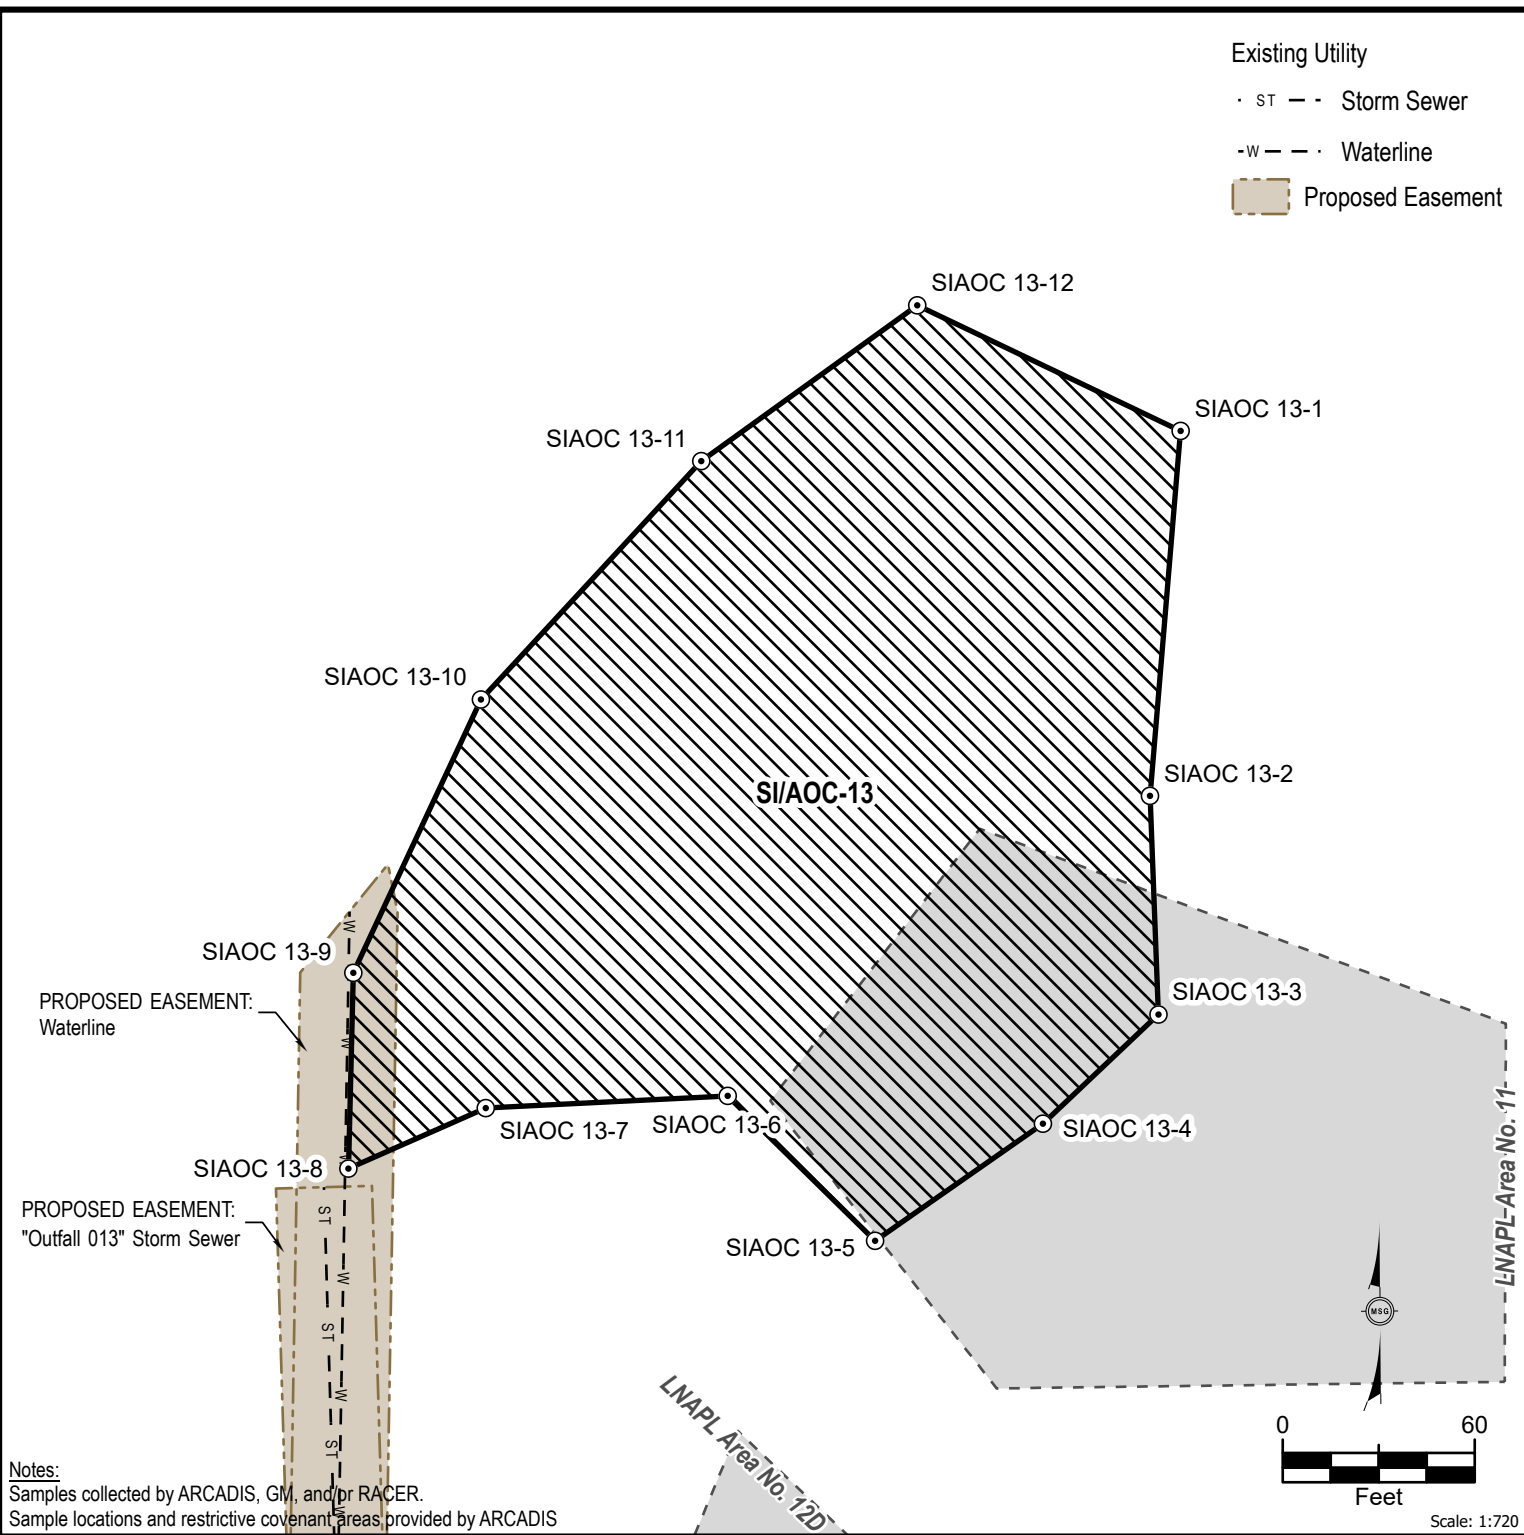 Existing Utility
ST Storm Sewer
W Waterline
Proposed Easement
SIAOC 13-12
SIAOC 13-1
SIAOC 13-11
SIAOC 13-10
SIAOC 13-2
SI/AOC-13
W
SIAOC 13-9
SIAOC 13-3
PROPOSED EASEMENT:
Waterline
W
SIAOC 13-6
SIAOC 13-7
SIAOC 13-4
LNAPL Area No. 11
SIAOC 13-8
W
PROPOSED EASEMENT:
"Outfall 013" Storm Sewer
ST
SIAOC 13-5
W
MSG
ST
W
LNAPL Area No. 12D
ST
W
0 60
Feet
Scale: 1:720
Notes:
Samples collected by ARCADIS, GM, and/or RACER.
Sample locations and restrictive covenant areas provided by ARCADIS